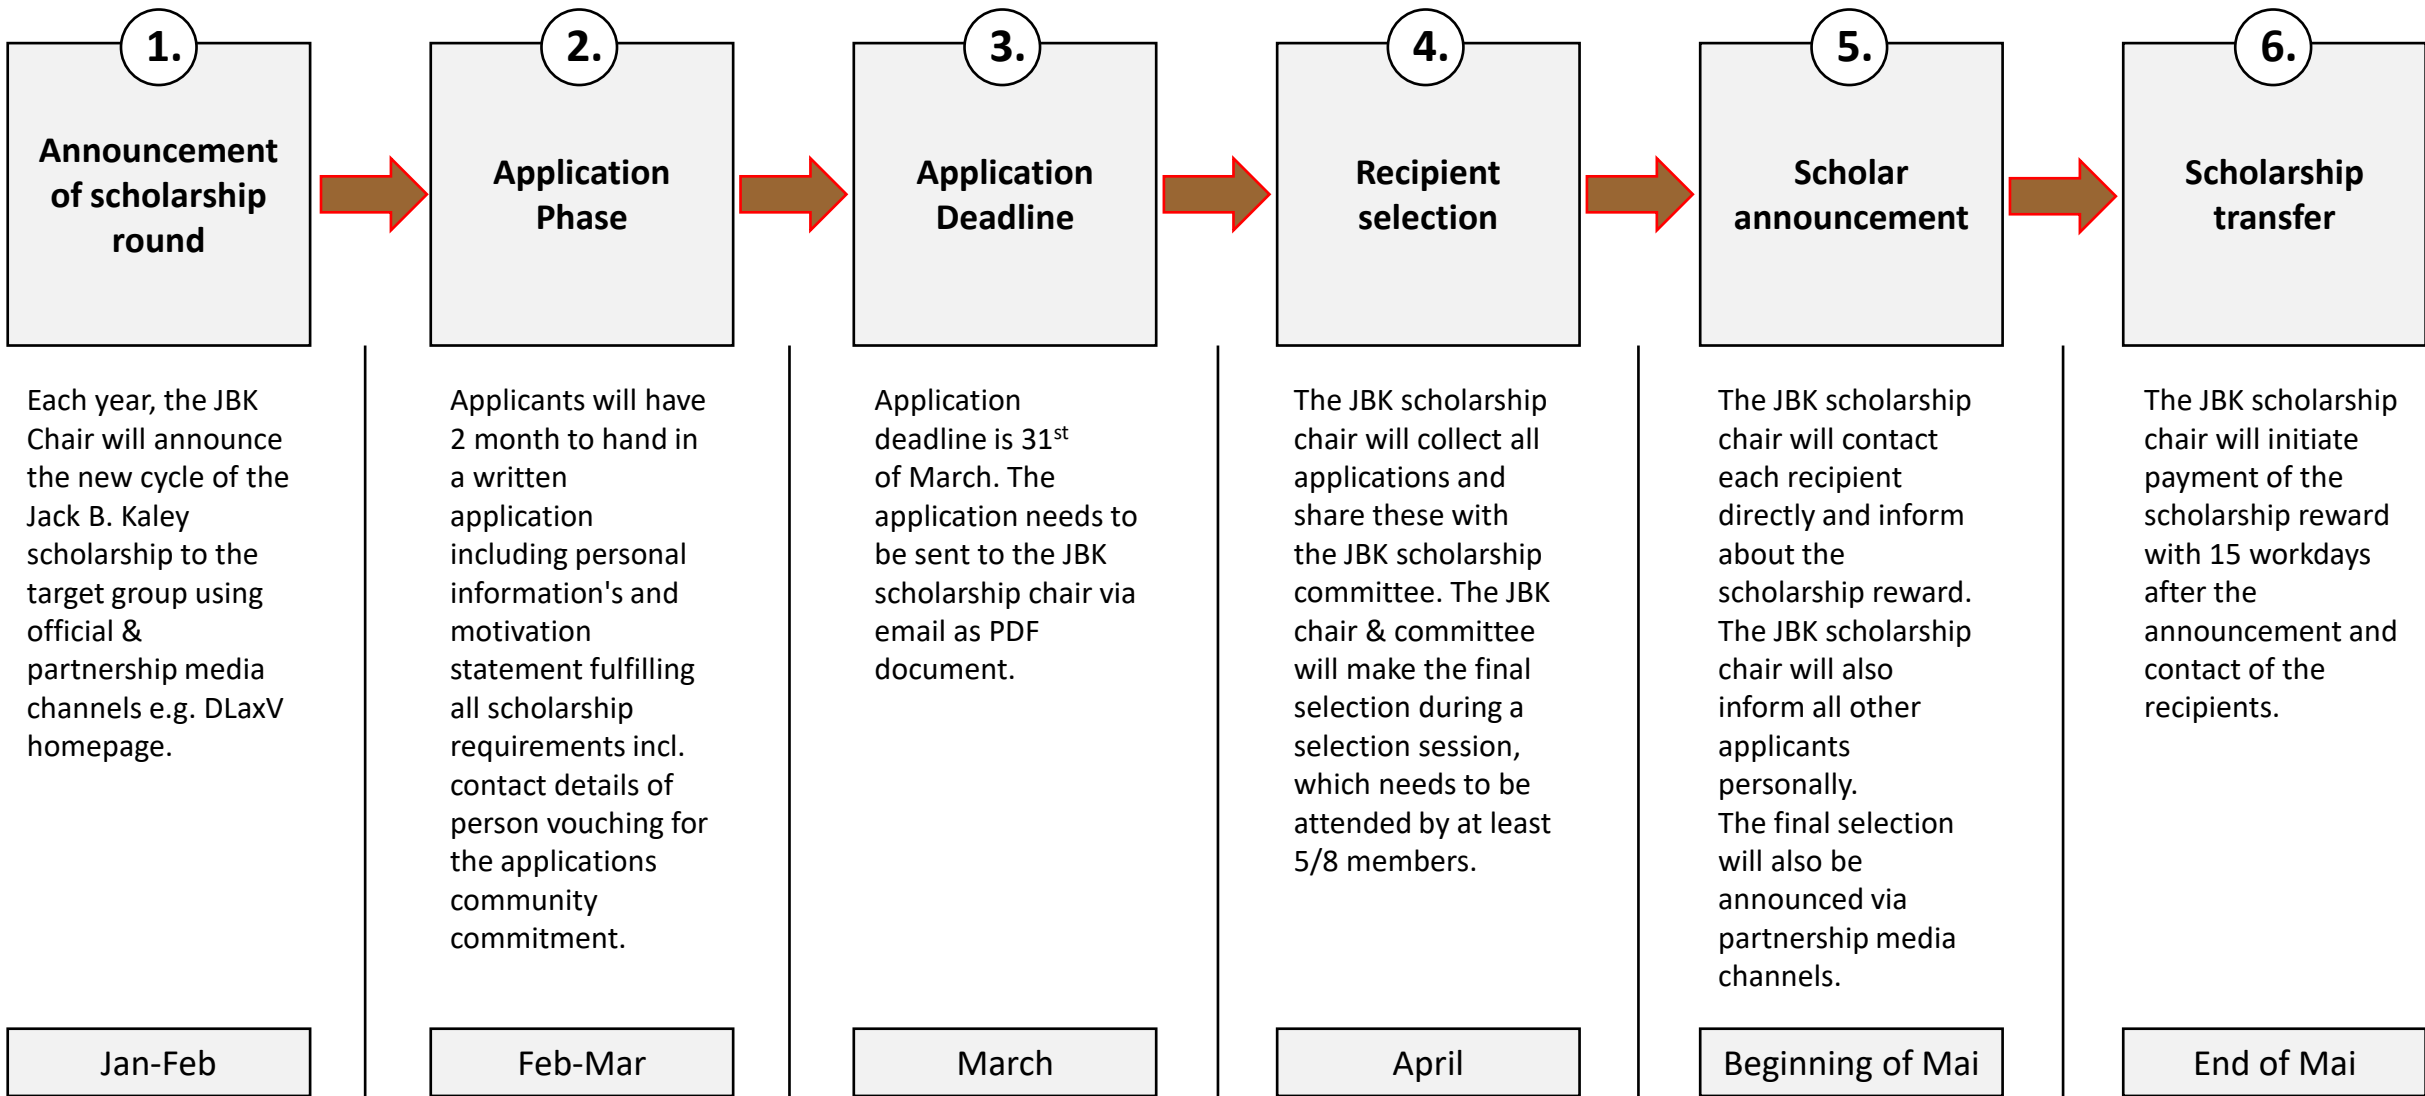 1.
Announcement
of scholarship
round
Each year, the JBK
Chair will announce
the new cycle of the
Jack B. Kaley
scholarship to the
target group using
official &
partnership media
channels e.g. DLaxV
homepage.
Jan-Feb
2.
Application
Phase
Applicants will have
2 month to hand in
a written
application
including personal
information's and
motivation
statement fulfilling
all scholarship
requirements incl.
contact details of
person vouching for
the applications
community
commitment.
Feb-Mar
3.
Application
Deadline
Application
deadline is 31st
of March. The
application needs to
be sent to the JBK
scholarship chair via
email as PDF
document.
March
4.
Recipient
selection
The JBK scholarship
chair will collect all
applications and
share these with
the JBK scholarship
committee. The JBK
chair & committee
will make the final
selection during a
selection session,
which needs to be
attended by at least
5/8 members.
April
5.
Scholar
announcement
The JBK scholarship
chair will contact
each recipient
directly and inform
about the
scholarship reward.
The JBK scholarship
chair will also
inform all other
applicants
personally.
The final selection
will also be
announced via
partnership media
channels.
Beginning of Mai
6.
Scholarship
transfer
The JBK scholarship
chair will initiate
payment of the
scholarship reward
with 15 workdays
after the
announcement and
contact of the
recipients.
End of Mai